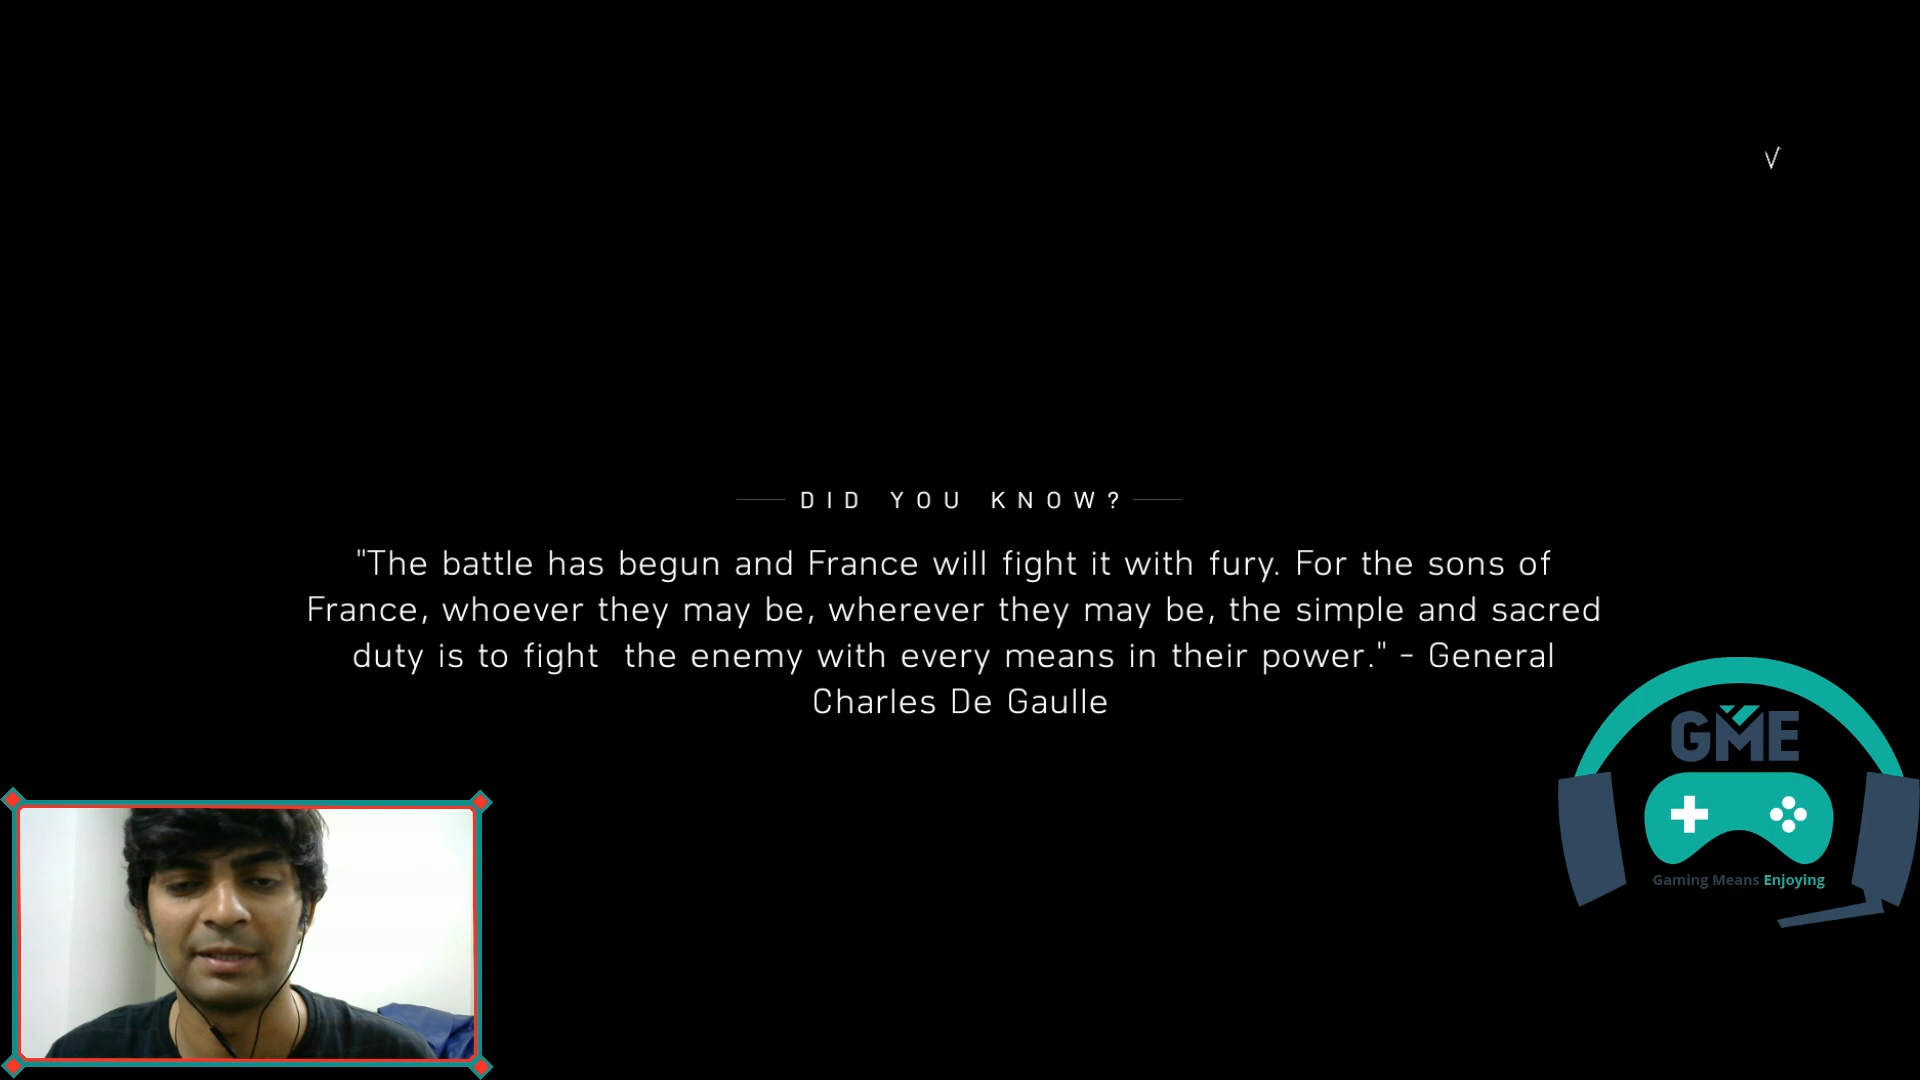 DID YOU KNOW?
"The battle has begun and France will fight it with fury. For the sons of
France, whoever they may be, wherever they may be, the simple and sacred
duty is to fight  the enemy with every means in their power." - General
Charles De Gaulle
GME
Gaming Means Enjoying